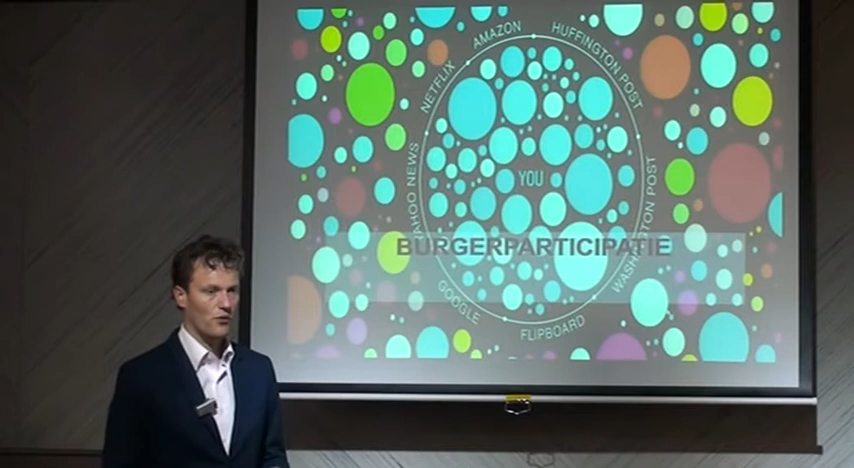 AMAZON
HUFFINGTON POST
NETFLIX
YAHOO NEWS
YOU
WASHINGTON POST
BURGERPARTICIPATIE
GOOGLE
FLIPBOARD